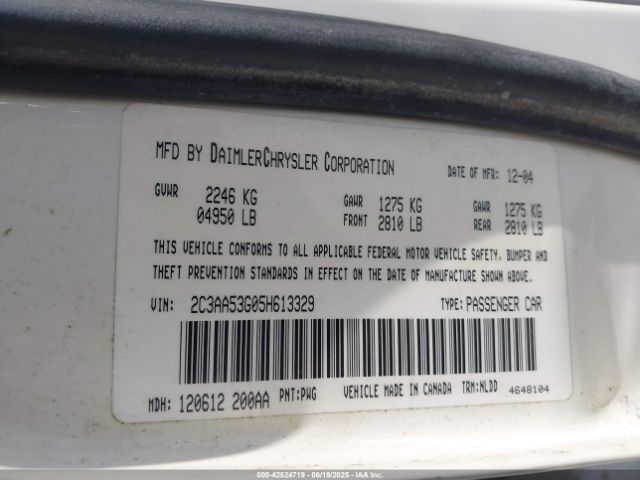 MFD BY DAIMLERCHRYSLER CORPORATION DATE OF MFR: 12-04
GVWR 2246 KG GAWR 1275 KG GAWR 1275 KG
04950 LB FRONT 2810 LB REAR 2810 LB
THIS VEHICLE CONFORMS TO ALL APPLICABLE FEDERAL MOTOR VEHICLE SAFETY, BUMPER AND
THEFT PREVENTION STANDARDS IN EFFECT ON THE DATE OF MANUFACTURE SHOWN ABOVE.
VIN: 2C3AA53G05H613329 TYPE: PASSENGER CAR
MDH: 120612 200AA PNT: PWG VEHICLE MADE IN CANADA TRM: NLDD 4648104
000-42524719 - 06/19/2025 - IAAI CHANTILLY